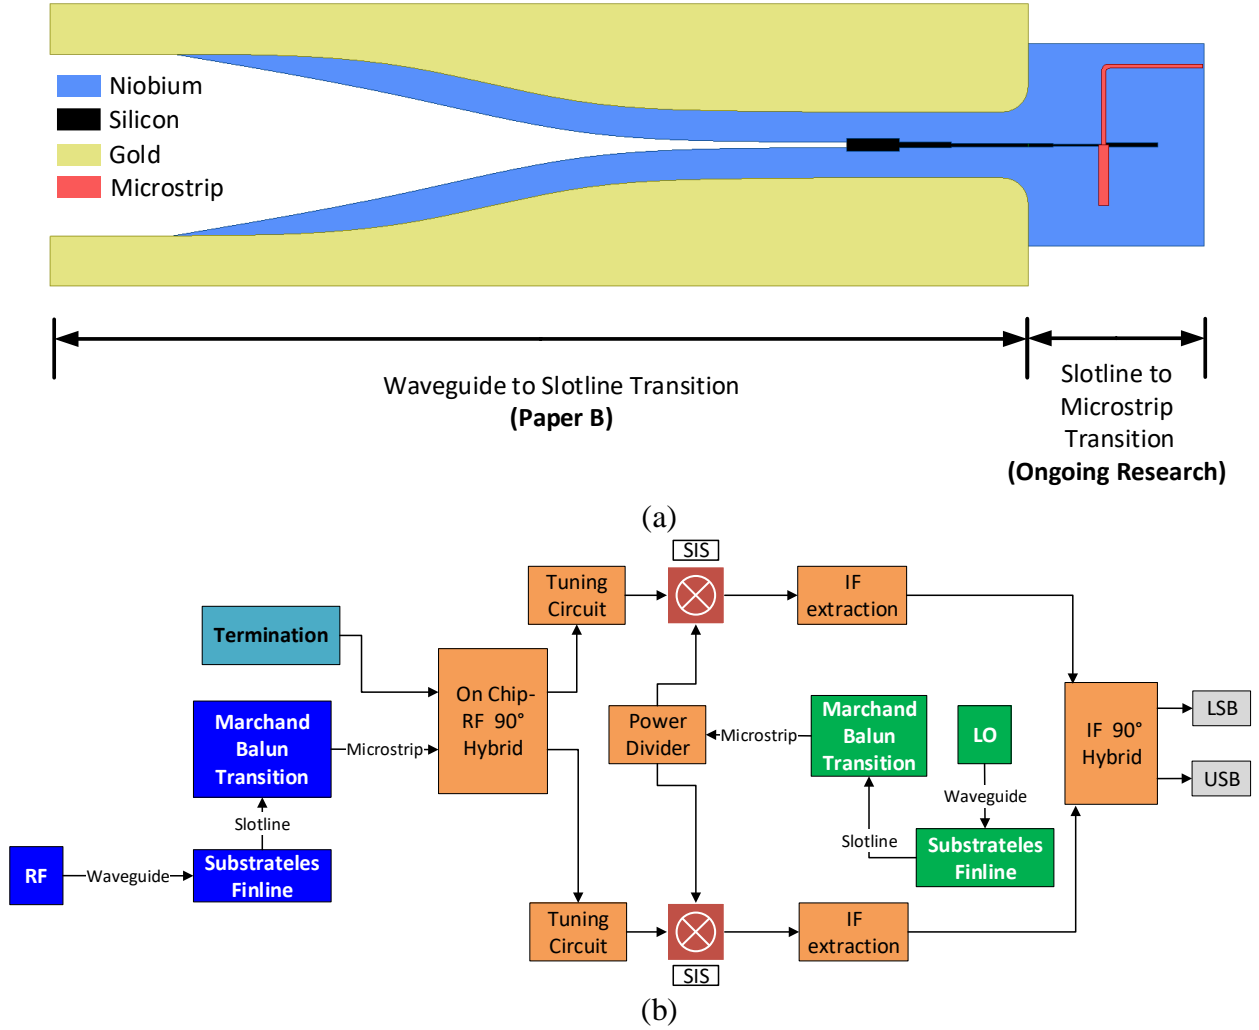 Niobium
Silicon
Gold
Microstrip
Waveguide to Slotline Transition
(Paper B)
Slotline to
Microstrip
Transition
(Ongoing Research)
(a)
SIS
Tuning
Circuit
IF
extraction
Termination
On Chip-
RF 90°
Hybrid
Marchand
Balun
Transition
Microstrip
Power
Divider
Microstrip
Marchand
Balun
Transition
LO
IF 90°
Hybrid
LSB
USB
Waveguide
Slotline
Slotline
Substrateles
Finline
RF
Waveguide
Substrateles
Finline
Tuning
Circuit
IF
extraction
SIS
(b)